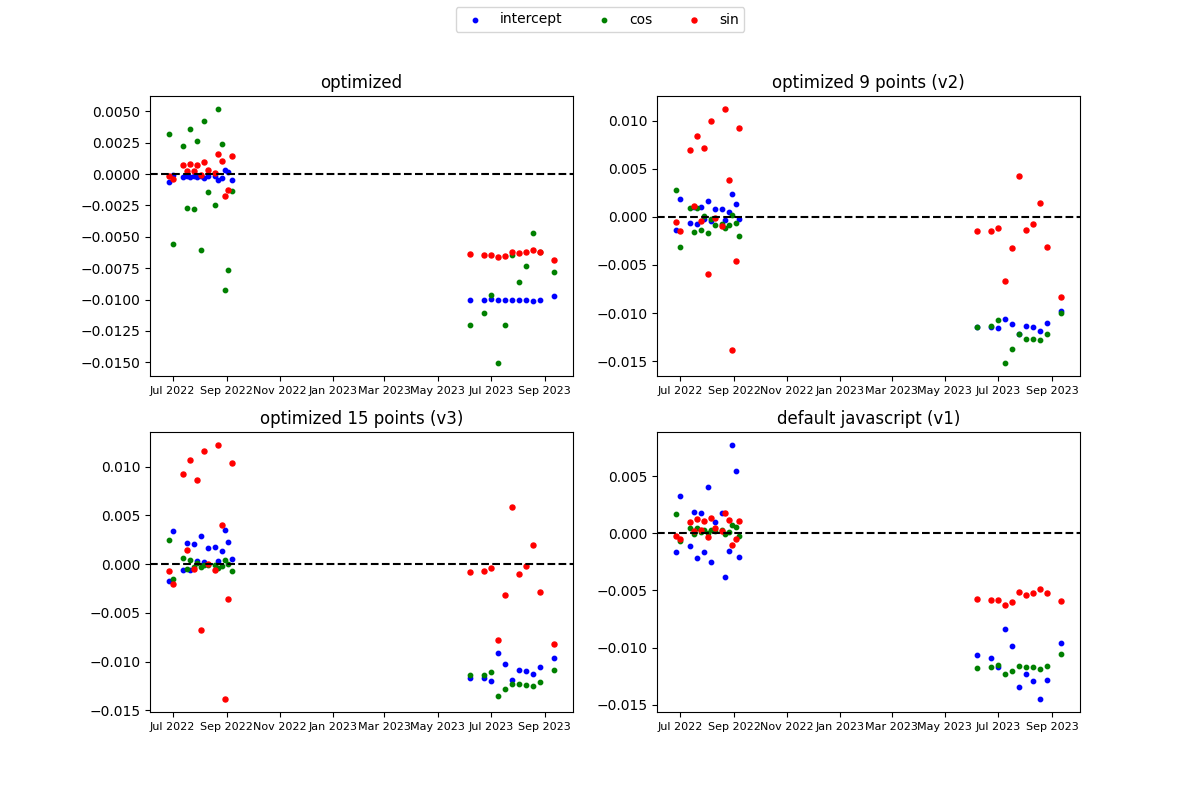 intercept cos sin
optimized
0.0050
0.0025
0.0000
−0.0025
−0.0050
−0.0075
−0.0100
−0.0125
−0.0150
Jul 2022 Sep 2022 Nov 2022 Jan 2023 Mar 2023 May 2023 Jul 2023 Sep 2023
optimized 9 points (v2)
0.010
0.005
0.000
−0.005
−0.010
−0.015
Jul 2022 Sep 2022 Nov 2022 Jan 2023 Mar 2023 May 2023 Jul 2023 Sep 2023
optimized 15 points (v3)
0.010
0.005
0.000
−0.005
−0.010
−0.015
Jul 2022 Sep 2022 Nov 2022 Jan 2023 Mar 2023 May 2023 Jul 2023 Sep 2023
default javascript (v1)
0.005
0.000
−0.005
−0.010
−0.015
Jul 2022 Sep 2022 Nov 2022 Jan 2023 Mar 2023 May 2023 Jul 2023 Sep 2023